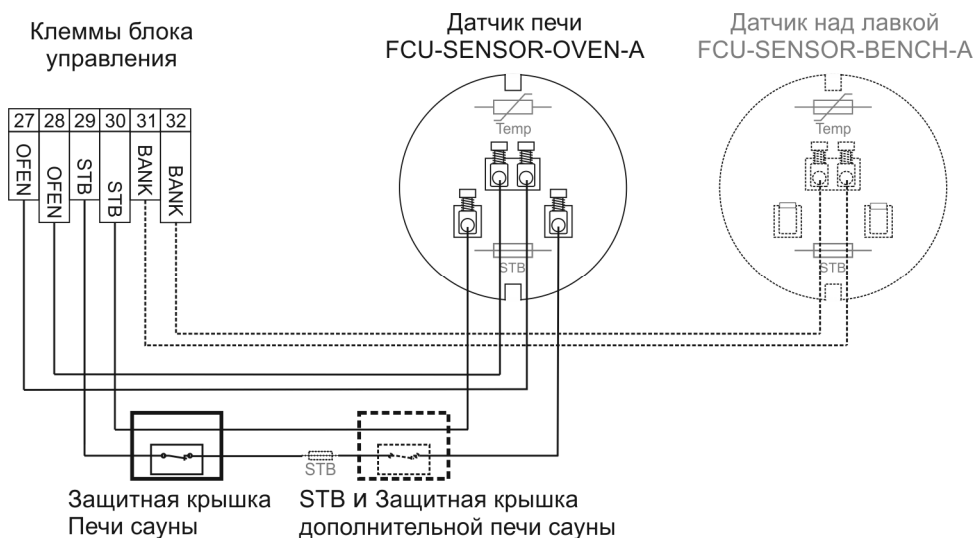 Клеммы блока
управления
Датчик печи
FCU-SENSOR-OVEN-A
Датчик над лавкой
FCU-SENSOR-BENCH-A
27 28 29 30 31 32
OFEN OFEN STB STB BANK BANK
Temp
STB
Temp
STB
STB
Защитная крышка
Печи сауны
STB и Защитная крышка
дополнительной печи сауны